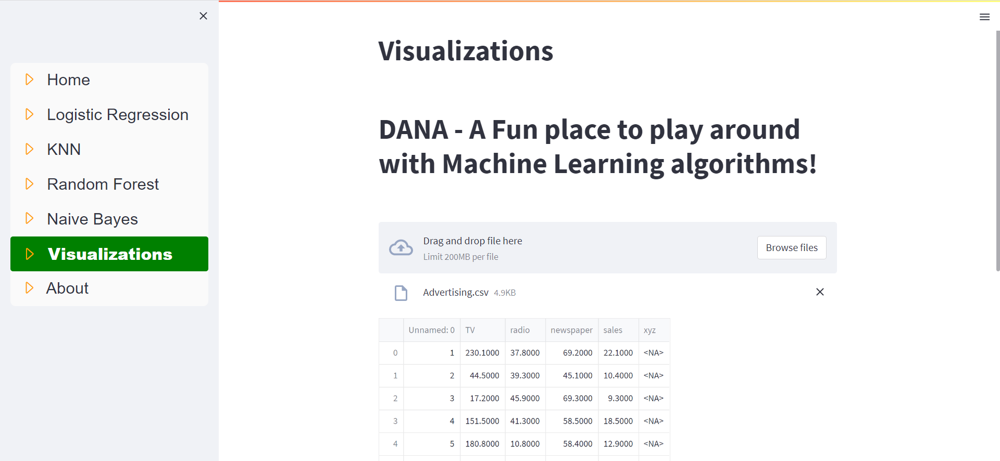 Home
Logistic Regression
KNN
Random Forest
Naive Bayes
Visualizations
About
Visualizations
DANA - A Fun place to play around
with Machine Learning algorithms!
Drag and drop file here
Limit 200MB per file
Browse files
Advertising.csv 4.9KB
Unnamed: 0 TV radio newspaper sales xyz
0 1 230.1000 37.8000 69.2000 22.1000 <NA>
1 2 44.5000 39.3000 45.1000 10.4000 <NA>
2 3 17.2000 45.9000 69.3000 9.3000 <NA>
3 4 151.5000 41.3000 58.5000 18.5000 <NA>
4 5 180.8000 10.8000 58.4000 12.9000 <NA>